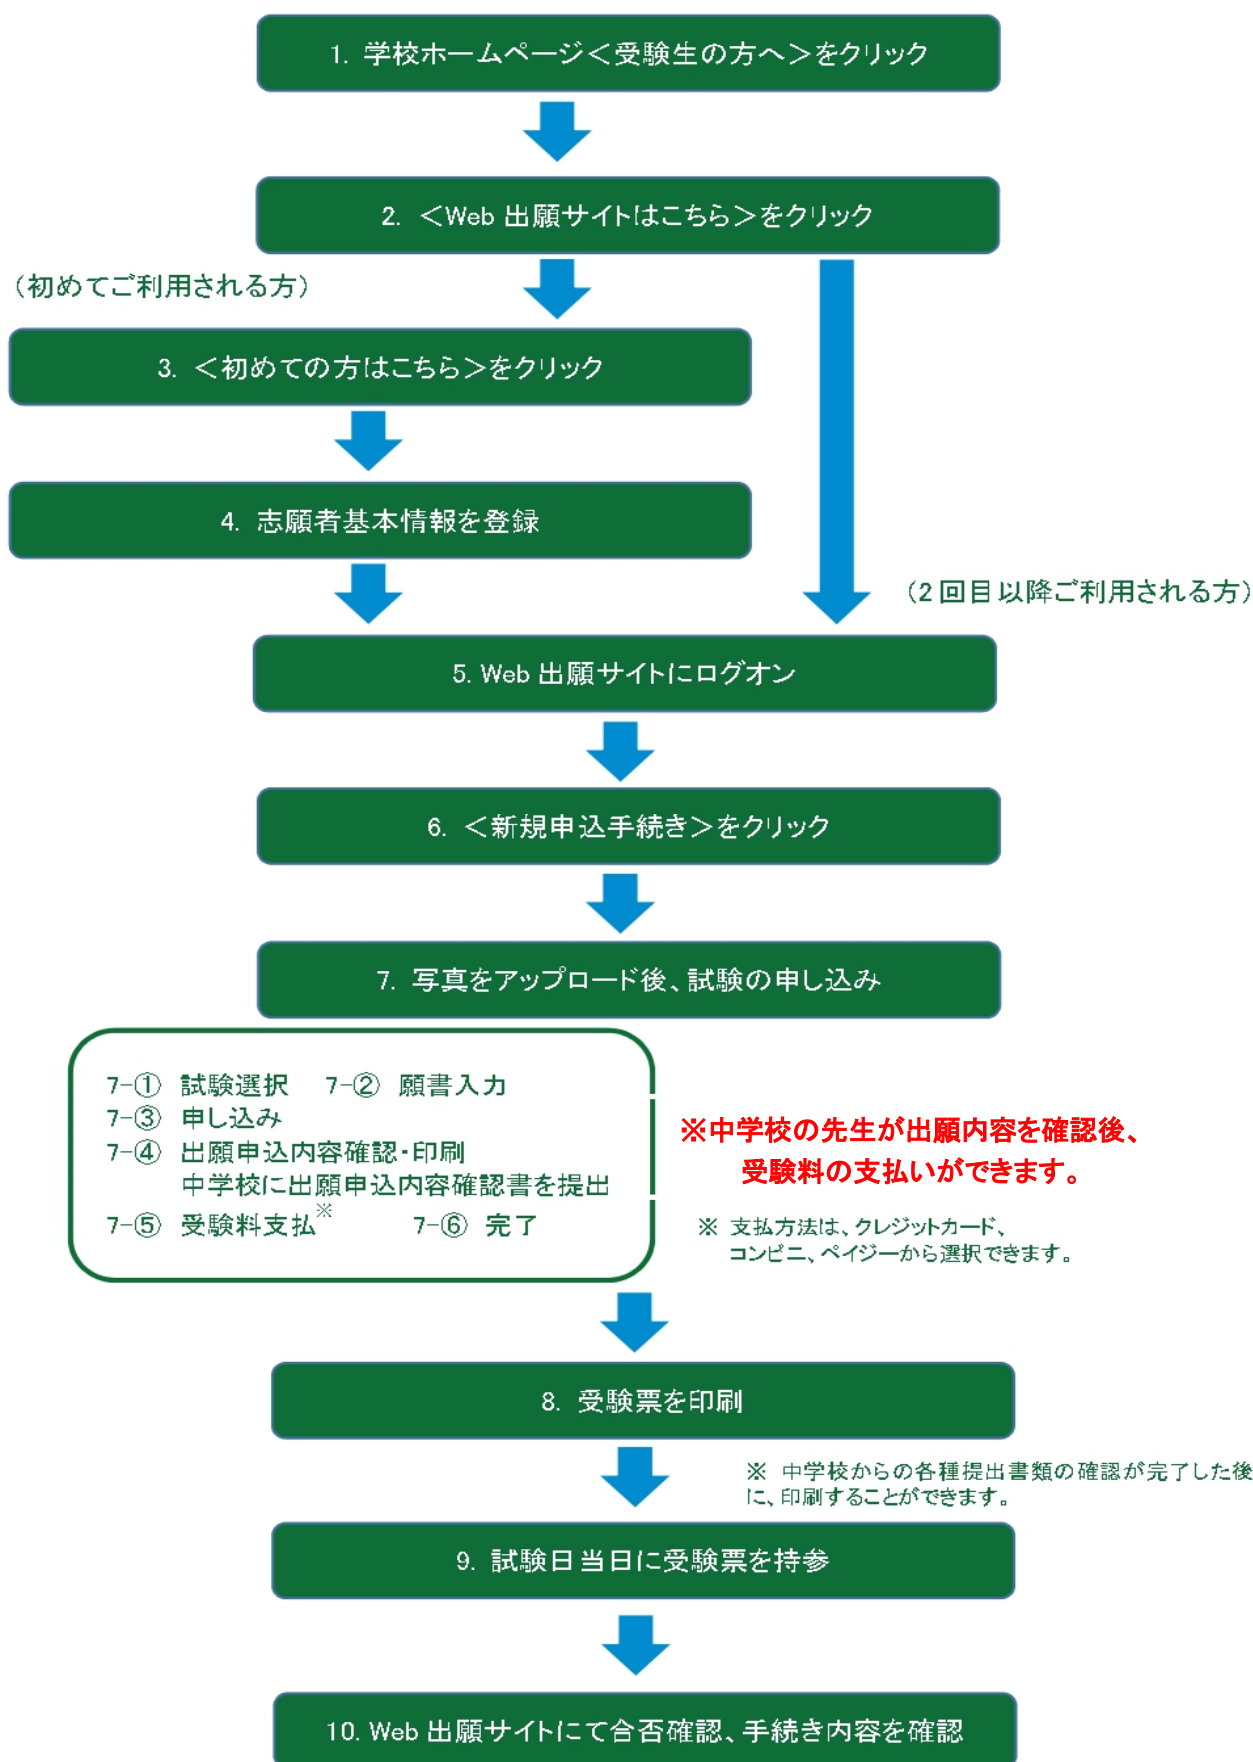 1. 学校ホームページ＜受験生の方へ＞をクリック
2. ＜Web 出願サイトはこちら＞をクリック
（初めてご利用される方）
3. ＜初めての方はこちら＞をクリック
4. 志願者基本情報を登録
（2 回目以降ご利用される方）
5. Web 出願サイトにログオン
6. ＜新規申込手続き＞をクリック
7. 写真をアップロード後、試験の申し込み
7-① 試験選択 7-② 願書入力
7-③ 申し込み
7-④ 出願申込内容確認・印刷
中学校に出願申込内容確認書を提出
7-⑤ 受験料支払※ 7-⑥ 完了
※中学校の先生が出願内容を確認後、
受験料の支払いができます。
※ 支払方法は、クレジットカード、
コンビニ、ペイジーから選択できます。
8. 受験票を印刷
※ 中学校からの各種提出書類の確認が完了した後
に、印刷することができます。
9. 試験日当日に受験票を持参
10. Web 出願サイトにて合否確認、手続き内容を確認